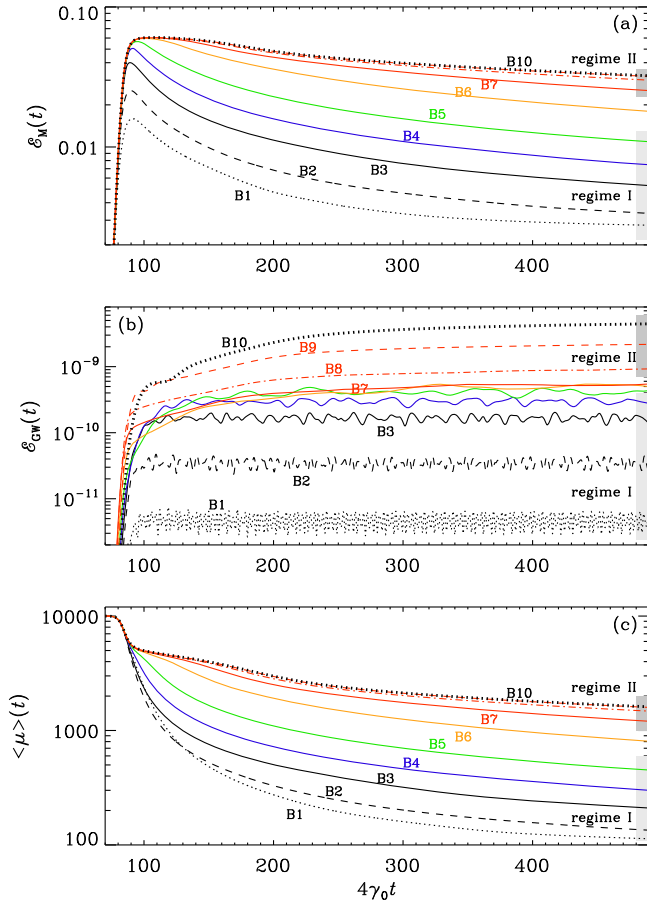 0.10
(a)
regime II
B10
B7
B6
ℰM(t)
B5
B4
0.01
B3
B2
B1
regime I
100
200
300
400
(b)
B10
B9
regime II
10⁻⁹
B8
B7
ℰGW(t)
10⁻¹⁰
B3
B2
10⁻¹¹
B1
regime I
100
200
300
400
10000
(c)
regime II
B10
B7
<μ>(t)
1000
B6
B5
B4
B3
B2
B1
regime I
100
100
200
300
400
4γ₀t